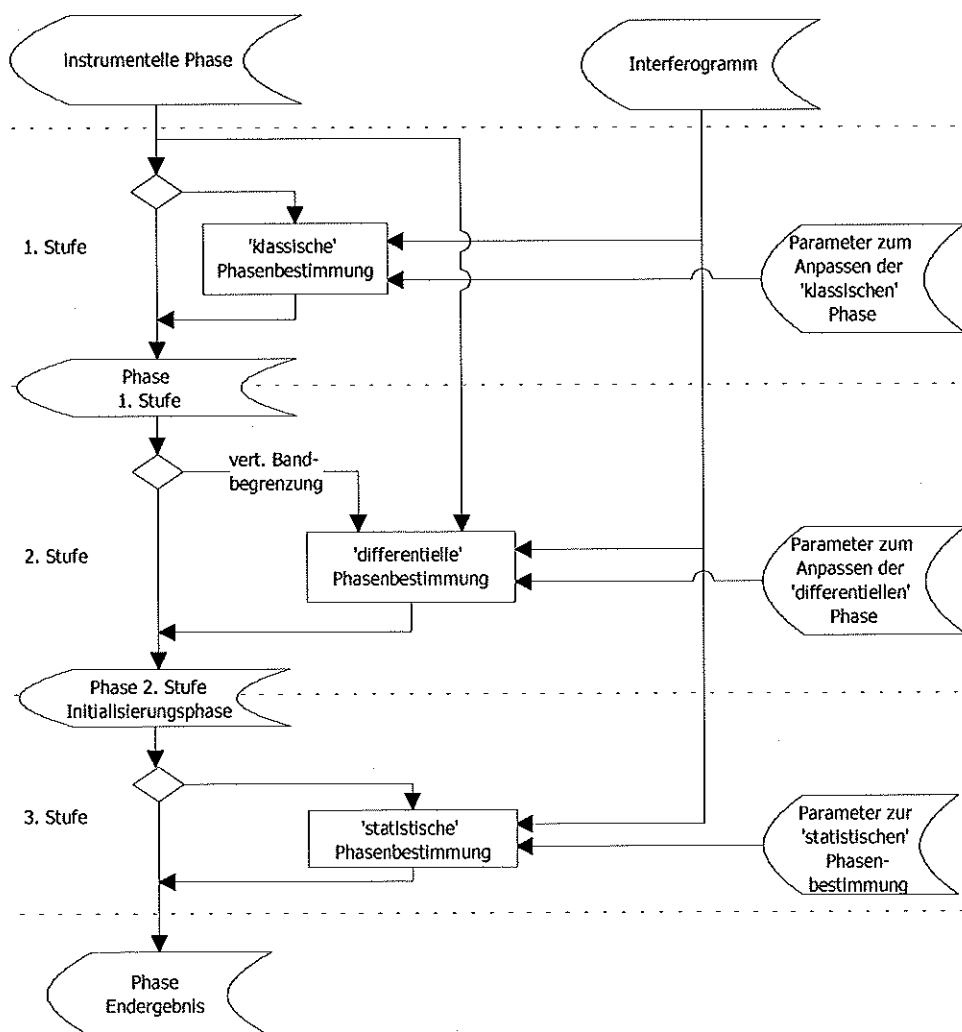 instrumentelle Phase
Interferogramm
1. Stufe
'klassische'
Phasenbestimmung
Parameter zum
Anpassen der
'klassischen'
Phase
Phase
1. Stufe
vert. Band-
begrenzung
2. Stufe
'differentielle'
Phasenbestimmung
Parameter zum
Anpassen der
'differentiellen'
Phase
Phase 2. Stufe
Initialisierungsphase
3. Stufe
'statistische'
Phasenbestimmung
Parameter zur
'statistischen'
Phasen-
bestimmung
Phase
Endergebnis